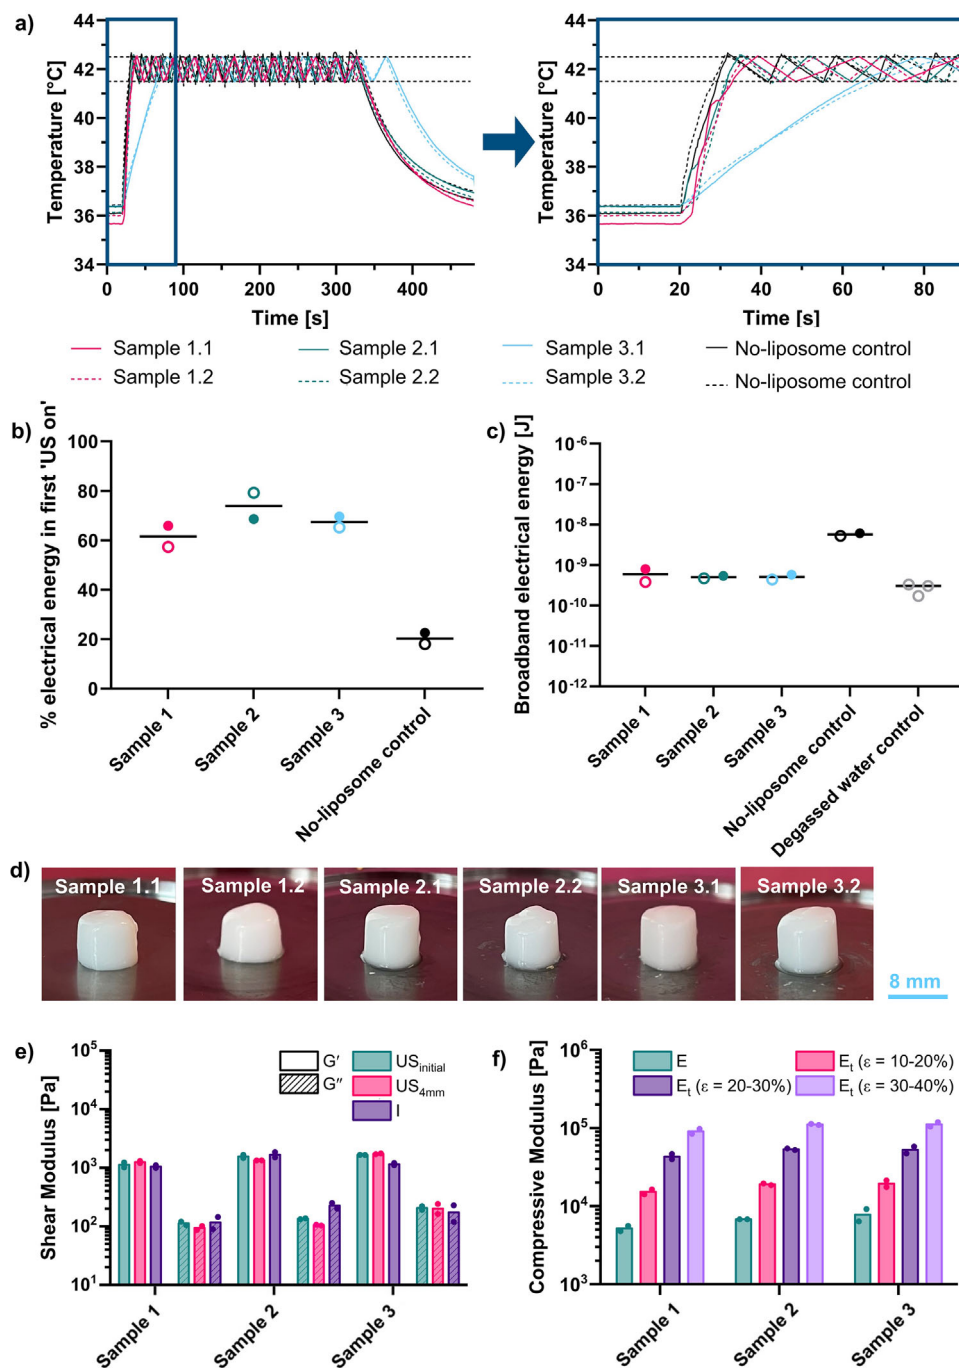 a)
44
42
40
38
36
34
Temperature [°C]
0
100
200
300
400
Time [s]
44
42
40
38
36
34
Temperature [°C]
0
20
40
60
80
Time [s]
Sample 1.1
Sample 2.1
Sample 3.1
No-liposome control
Sample 1.2
Sample 2.2
Sample 3.2
No-liposome control
b)
% electrical energy in first 'US on'
100
80
60
40
20
0
Sample 1
Sample 2
Sample 3
No-liposome control
c)
Broadband electrical energy [J]
10⁻⁶
10⁻⁷
10⁻⁸
10⁻⁹
10⁻¹⁰
10⁻¹¹
10⁻¹²
Sample 1
Sample 2
Sample 3
No-liposome control
Degassed water control
d)
Sample 1.1
Sample 1.2
Sample 2.1
Sample 2.2
Sample 3.1
Sample 3.2
8 mm
e)
Shear Modulus [Pa]
10⁵
10⁴
10³
10²
10¹
G′
G″
US_initial
US_4mm
I
Sample 1
Sample 2
Sample 3
f)
Compressive Modulus [Pa]
10⁶
10⁵
10⁴
10³
E
E_t (ε = 10-20%)
E_t (ε = 20-30%)
E_t (ε = 30-40%)
Sample 1
Sample 2
Sample 3